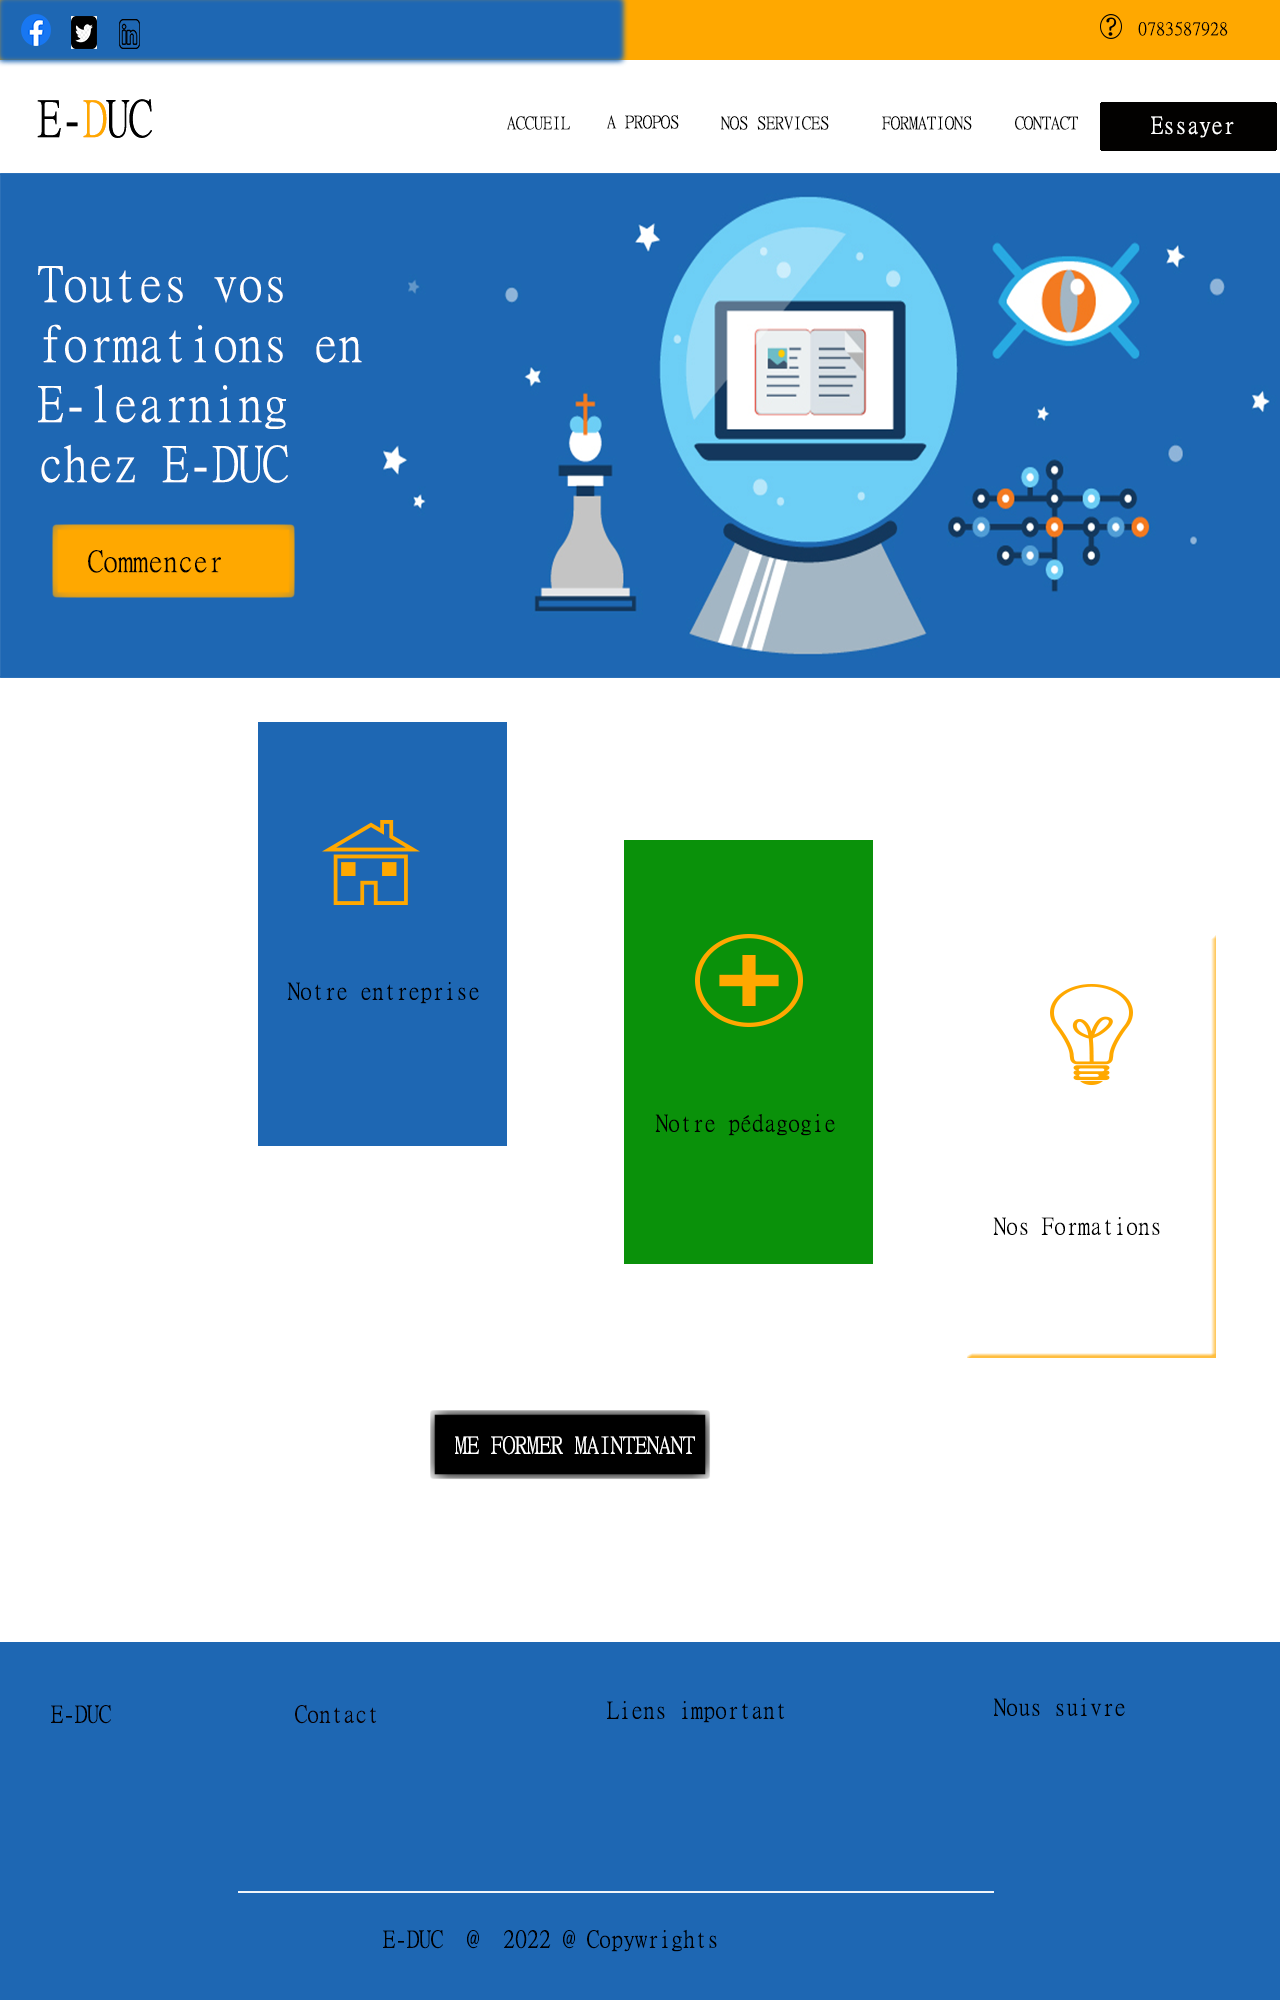 0783587928
E-DUC
ACCUEIL
A PROPOS
NOS SERVICES
FORMATIONS
CONTACT
Essayer
Toutes vos
formations en
E-learning
chez E-DUC
Commencer
Notre entreprise
Notre pédagogie
Nos Formations
ME FORMER MAINTENANT
E-DUC
Contact
Liens important
Nous suivre
E-DUC @ 2022 @ Copywrights